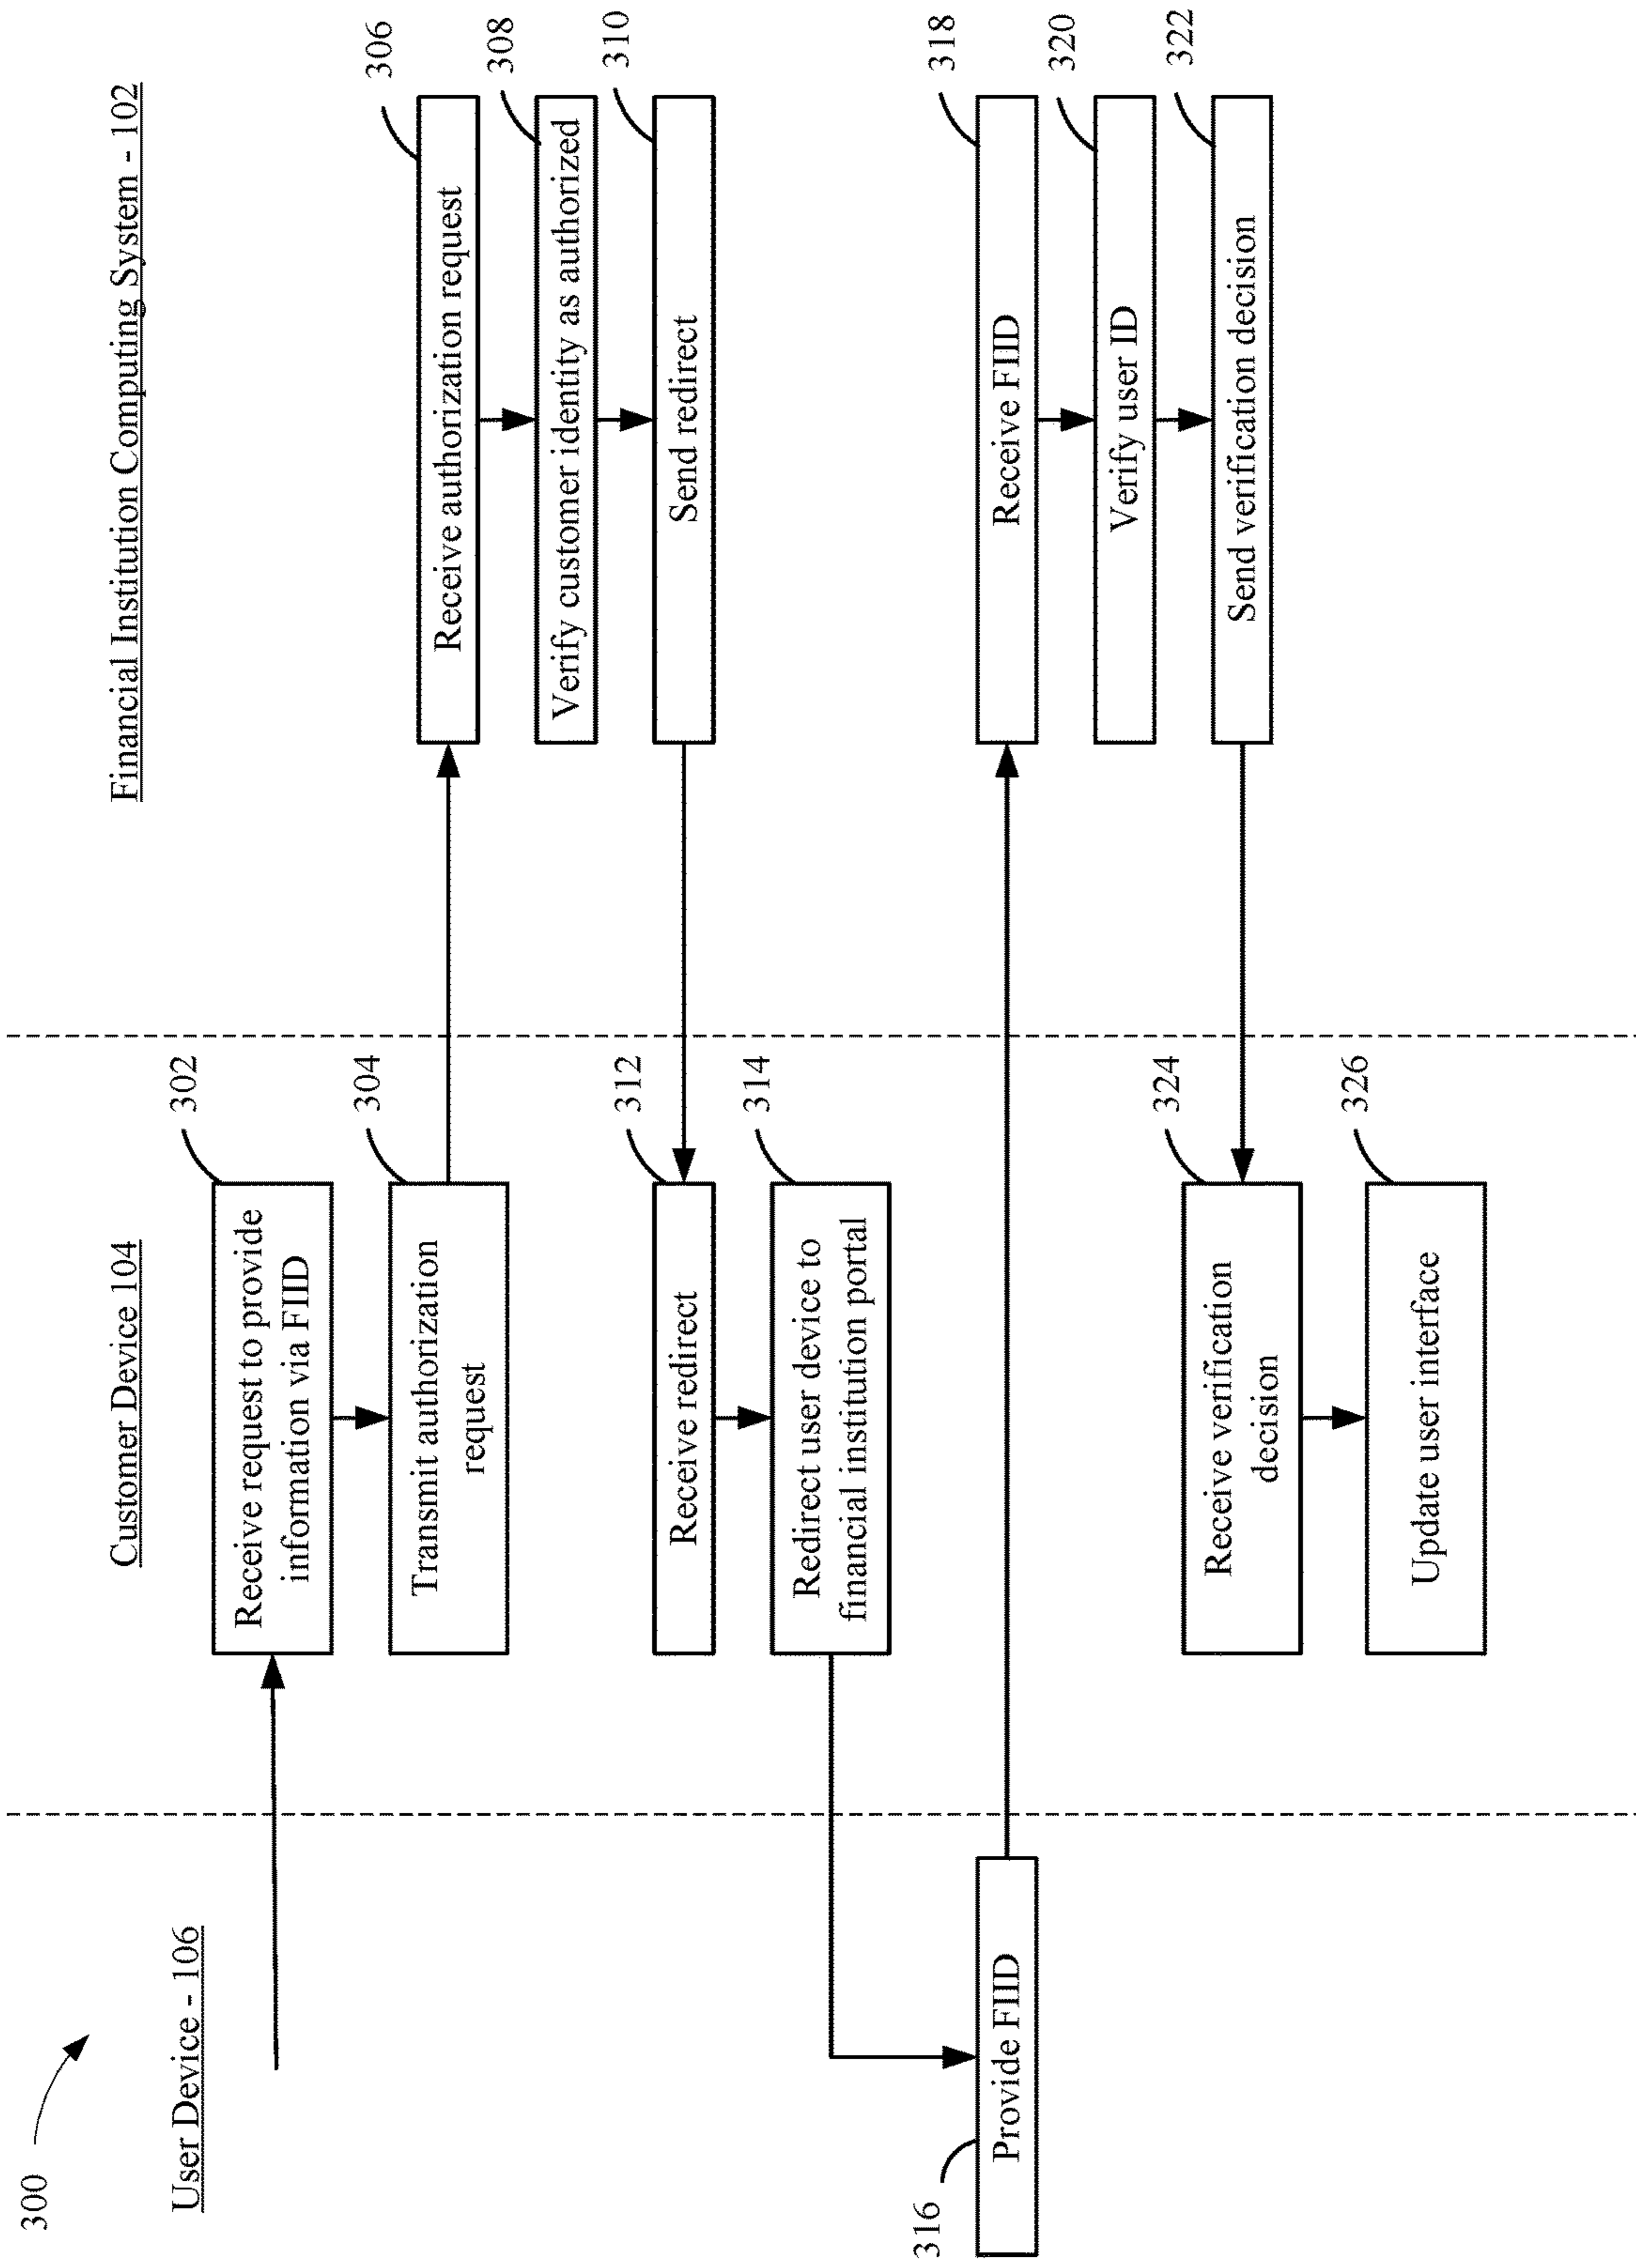 300
User Device - 106
Customer Device 104
Financial Institution Computing System - 102
302
Receive request to provide
information via FIID
304
Transmit authorization
request
306
Receive authorization request
308
Verify customer identity as authorized
310
Send redirect
312
Receive redirect
314
Redirect user device to
financial institution portal
316
Provide FIID
318
Receive FIID
320
Verify user ID
322
Send verification decision
324
Receive verification
decision
326
Update user interface